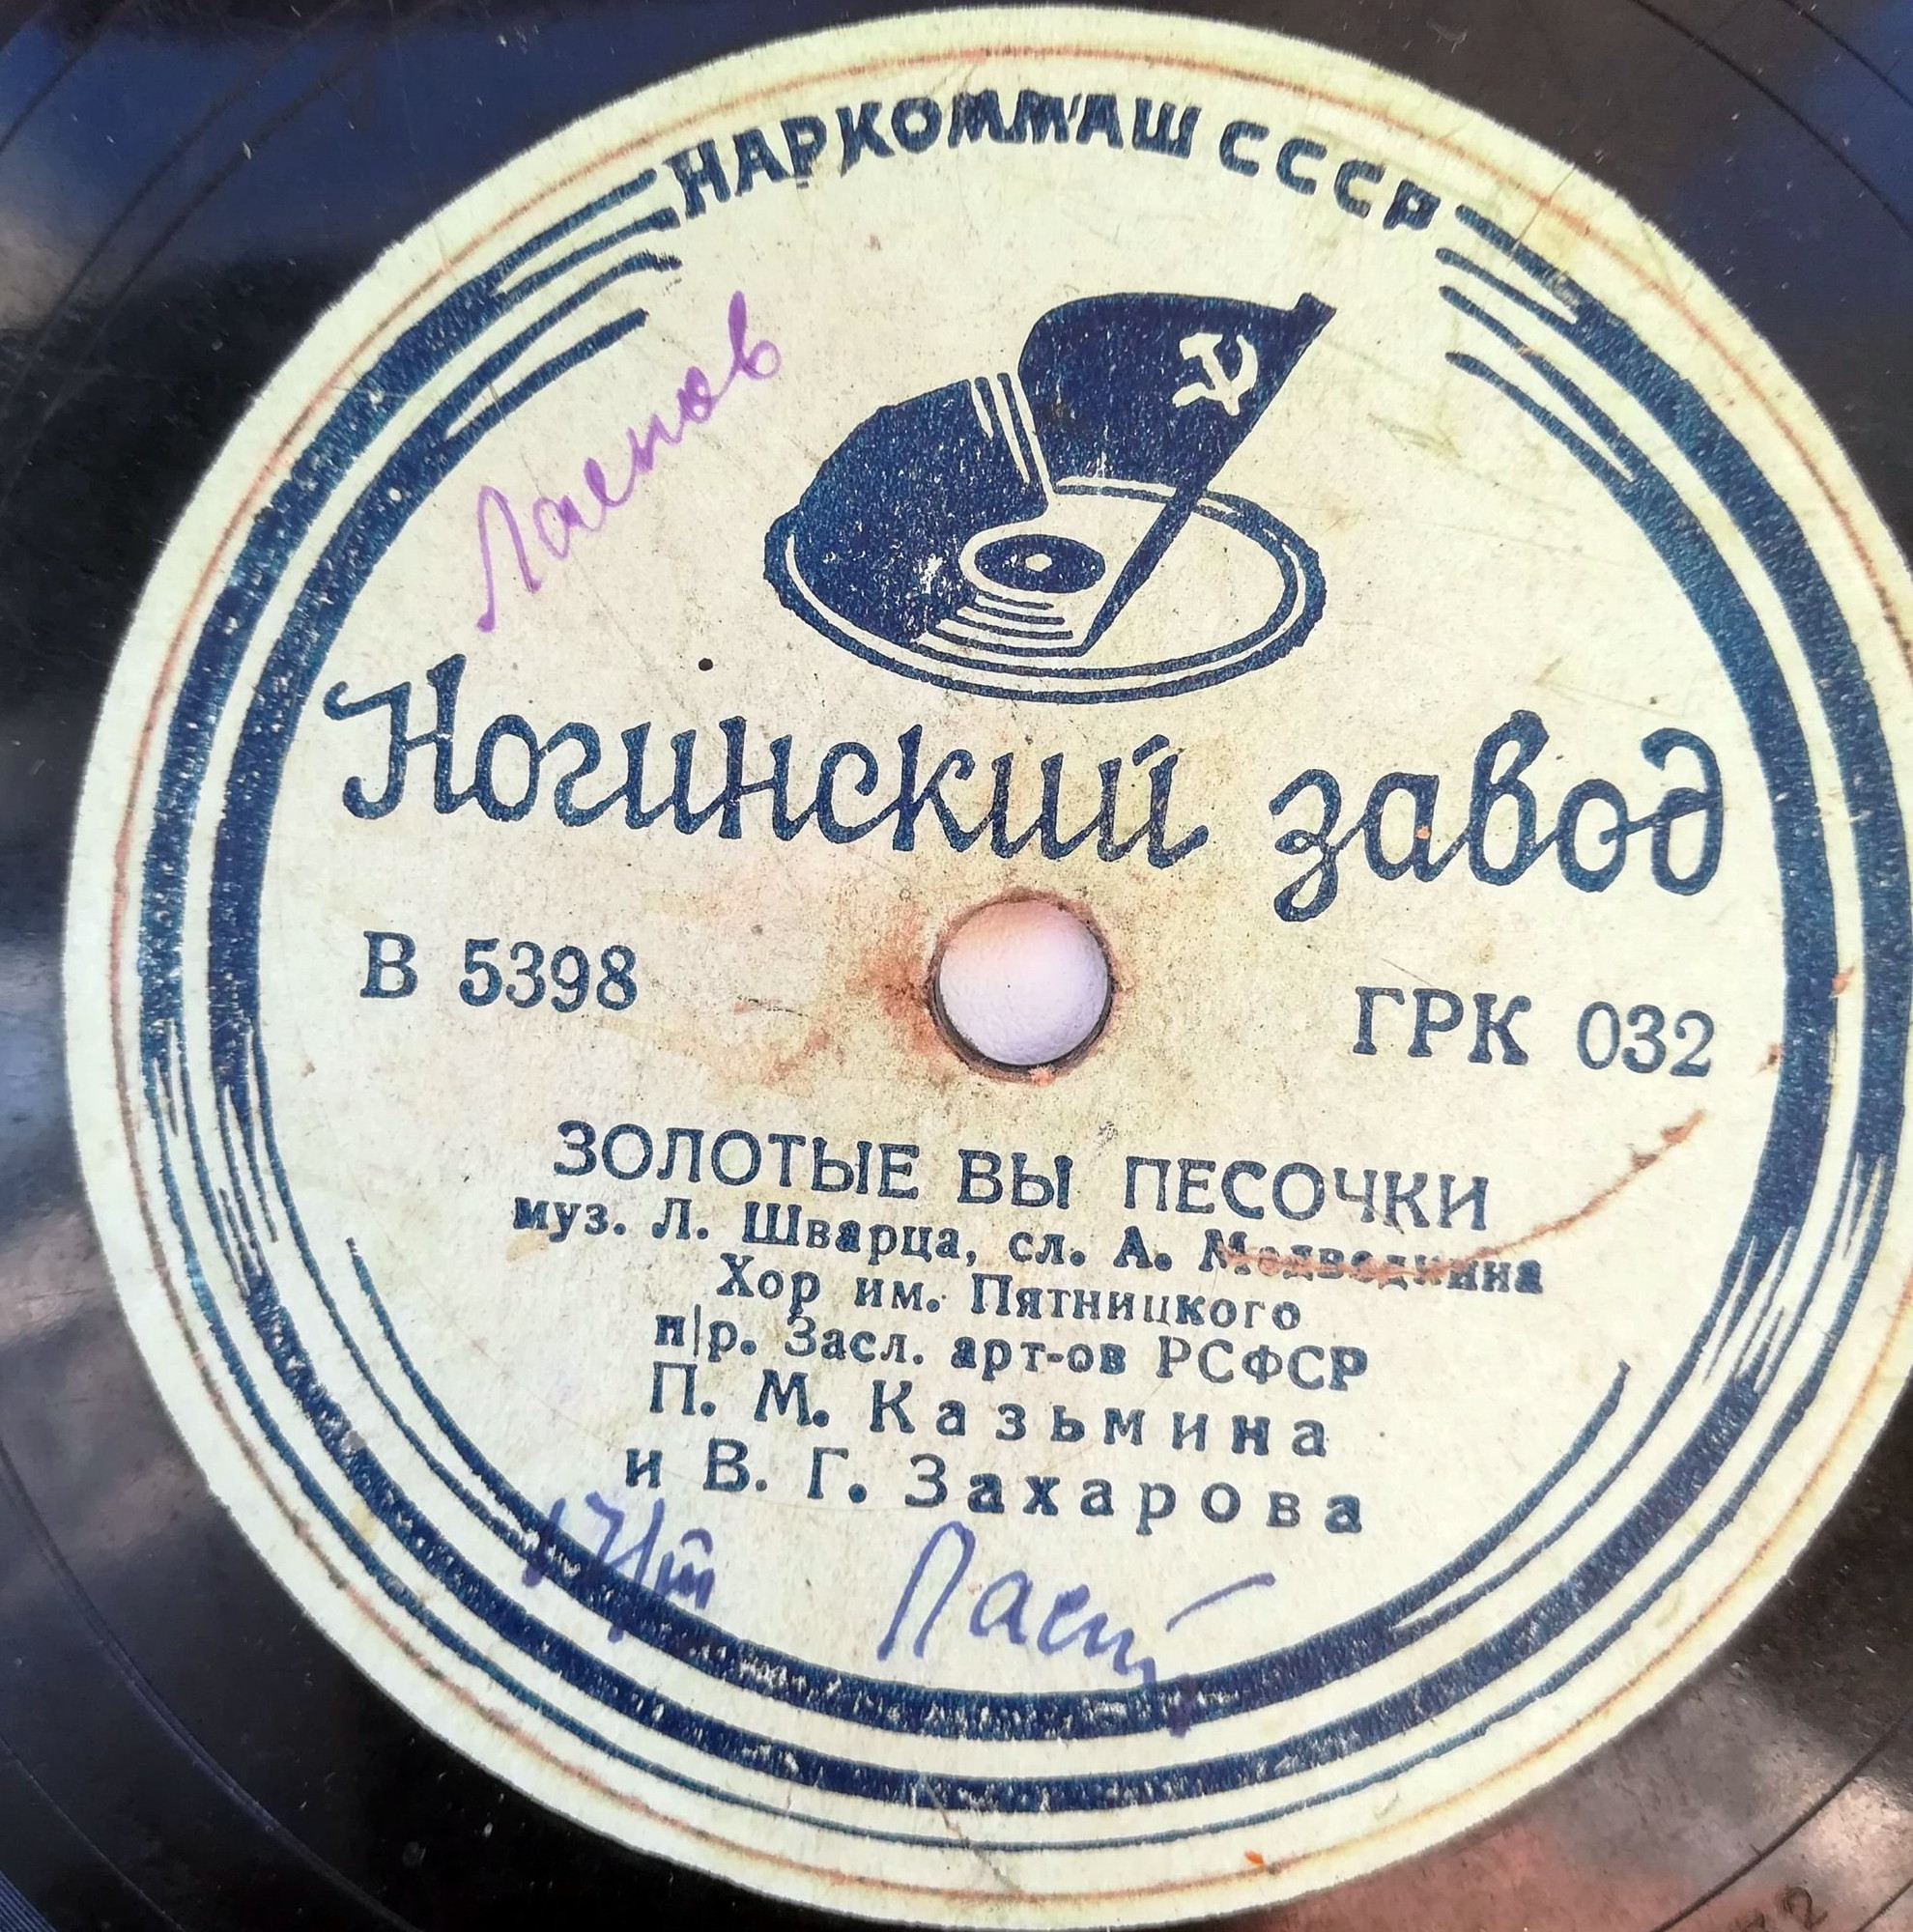 НАРКОММАШ СССР
Ногинский завод
В 5398
ГРК 032
ЗОЛОТЫЕ ВЫ ПЕСОЧКИ
муз. Л. Шварца, сл. А. Медведкина
Хор им. Пятницкого
п/р. Засл. арт-ов РСФСР
П. М. Казьмина
и В. Г. Захарова